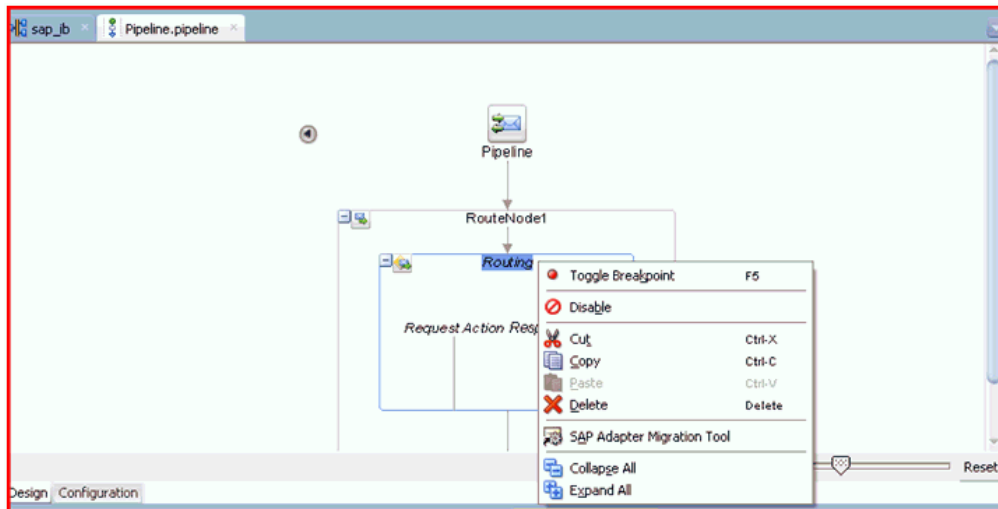 sap_jb
Pipeline.pipeline
Pipeline
RouteNode1
Routing
Toggle Breakpoint F5
Disable
Request Action Resp
Cut Ctrl-X
Copy Ctrl-C
Paste Ctrl-V
Delete Delete
SAP Adapter Migration Tool
Collapse All
Reset
Expand All
Design Configuration